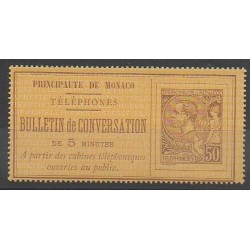 PRINCIPAUTÉ DE MONACO
TÉLÉPHONES
BULLETIN de CONVERSATION
DE 5 MINUTES
A partir des cabines téléphoniques
ouvertes au public.
50